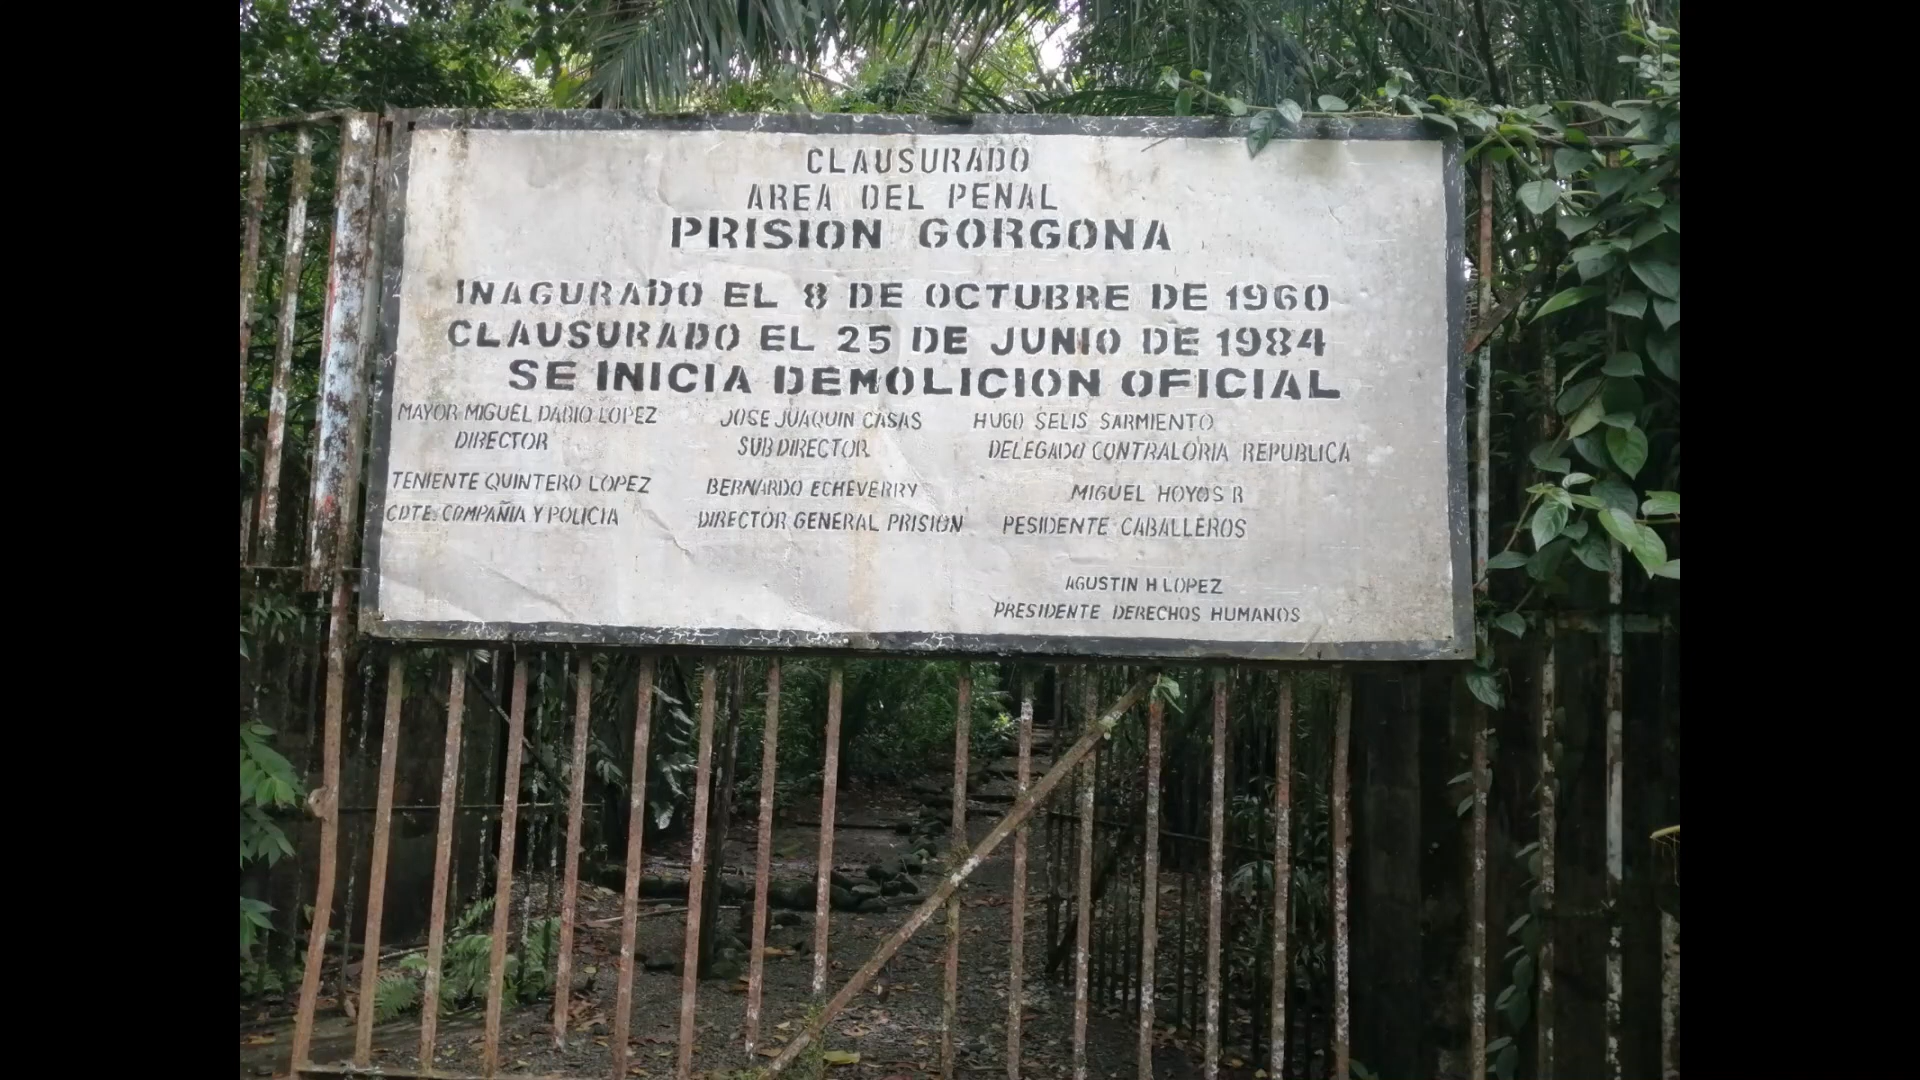 CLAUSURADO
AREA DEL PENAL
PRISION GORGONA
INAGURADO EL 8 DE OCTUBRE DE 1960
CLAUSURADO EL 25 DE JUNIO DE 1984
SE INICIA DEMOLICION OFICIAL
MAYOR MIGUEL DARIO LOPEZ JOSE JUAQUIN CASAS HUGO SELIS SARMIENTO
DIRECTOR SUB DIRECTOR DELEGADO CONTRALORIA REPUBLICA
TENIENTE QUINTERO LOPEZ BERNARDO ECHEVERRY MIGUEL HOYOS R
CDTE. COMPAÑIA Y POLICIA DIRECTOR GENERAL PRISION PESIDENTE CABALLEROS
AGUSTIN H LOPEZ
PRESIDENTE DERECHOS HUMANOS